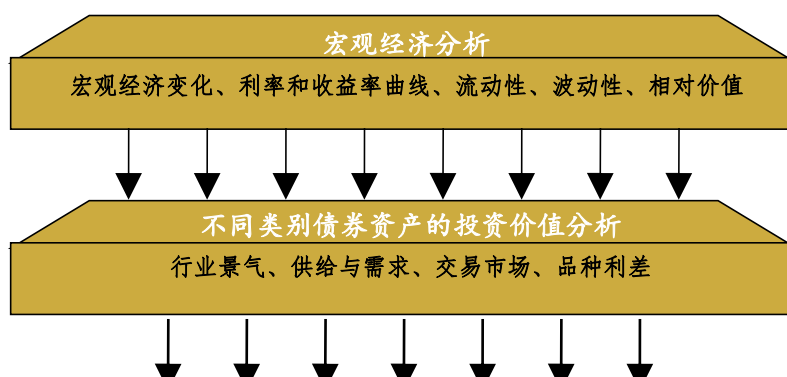 宏观经济分析
宏观经济变化、利率和收益率曲线、流动性、波动性、相对价值
不同类别债券资产的投资价值分析
行业景气、供给与需求、交易市场、品种利差